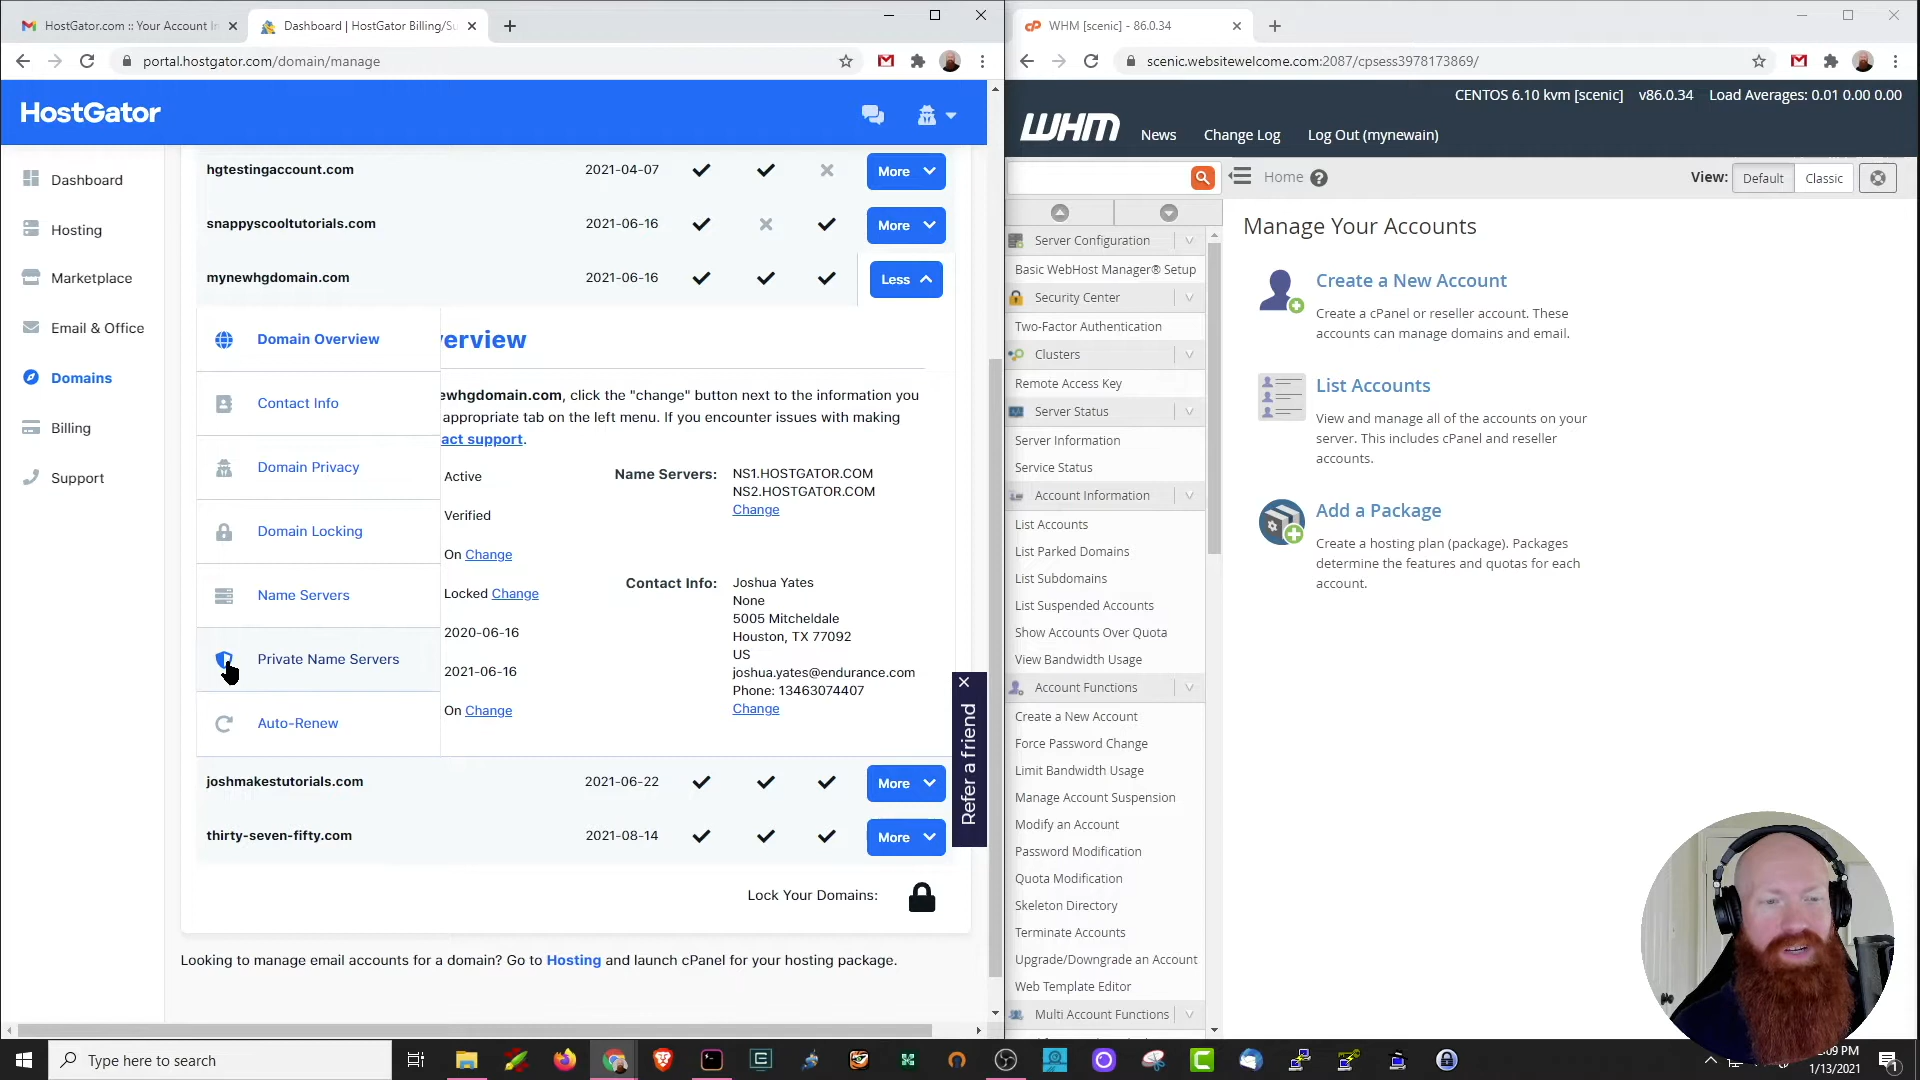 HostGator.com :: Your Account In
Dashboard | HostGator Billing/Su
portal.hostgator.com/domain/manage
HostGator
Dashboard
Hosting
Marketplace
Email & Office
Domains
Billing
Support
hgtestingaccount.com 2021-04-07 More
snappyscooltutorials.com 2021-06-16 More
mynewhgdomain.com 2021-06-16 Less
Domain Overview
Contact Info
Domain Privacy
Domain Locking
Name Servers
Private Name Servers
Auto-Renew
erview
ewhgdomain.com, click the "change" button next to the information you
appropriate tab on the left menu. If you encounter issues with making
act support.
Active
Verified
On Change
Locked Change
2020-06-16
2021-06-16
On Change
Name Servers: NS1.HOSTGATOR.COM
NS2.HOSTGATOR.COM
Change
Contact Info: Joshua Yates
None
5005 Mitcheldale
Houston, TX 77092
US
joshua.yates@endurance.com
Phone: 13463074407
Change
Refer a friend
joshmakestutorials.com 2021-06-22 More
thirty-seven-fifty.com 2021-08-14 More
Lock Your Domains:
Looking to manage email accounts for a domain? Go to Hosting and launch cPanel for your hosting package.
WHM [scenic] - 86.0.34
scenic.websitewelcome.com:2087/cpsess3978173869/
CENTOS 6.10 kvm [scenic] v86.0.34 Load Averages: 0.01 0.00 0.00
WHM News Change Log Log Out (mynewain)
Home
View: Default Classic
Server Configuration
Basic WebHost Manager® Setup
Security Center
Two-Factor Authentication
Clusters
Remote Access Key
Server Status
Server Information
Service Status
Account Information
List Accounts
List Parked Domains
List Subdomains
List Suspended Accounts
Show Accounts Over Quota
View Bandwidth Usage
Account Functions
Create a New Account
Force Password Change
Limit Bandwidth Usage
Manage Account Suspension
Modify an Account
Password Modification
Quota Modification
Skeleton Directory
Terminate Accounts
Upgrade/Downgrade an Account
Web Template Editor
Multi Account Functions
Manage Your Accounts
Create a New Account
Create a cPanel or reseller account. These
accounts can manage domains and email.
List Accounts
View and manage all of the accounts on your
server. This includes cPanel and reseller
accounts.
Add a Package
Create a hosting plan (package). Packages
determine the features and quotas for each
account.
Type here to search
:09 PM
1/13/2021